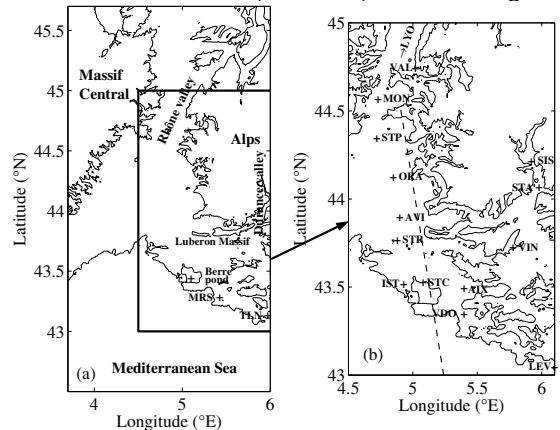 45.5
45
44.5
44
43.5
43
Latitude (°N)
4
5
6
Longitude (°E)
Massif
Central
Rhône valley
Alps
Durance valley
Luberon Massif
Berre
pond
MRS
TLN
Mediterranean Sea
(a)
45
44.5
44
43.5
43
Latitude (°N)
4.5
5
5.5
6
Longitude (°E)
LYO
VAL
MON
STP
ORA
AVI
STR
IST
STC
AIX
VDO
SIS
STA
VIN
LEV
(b)